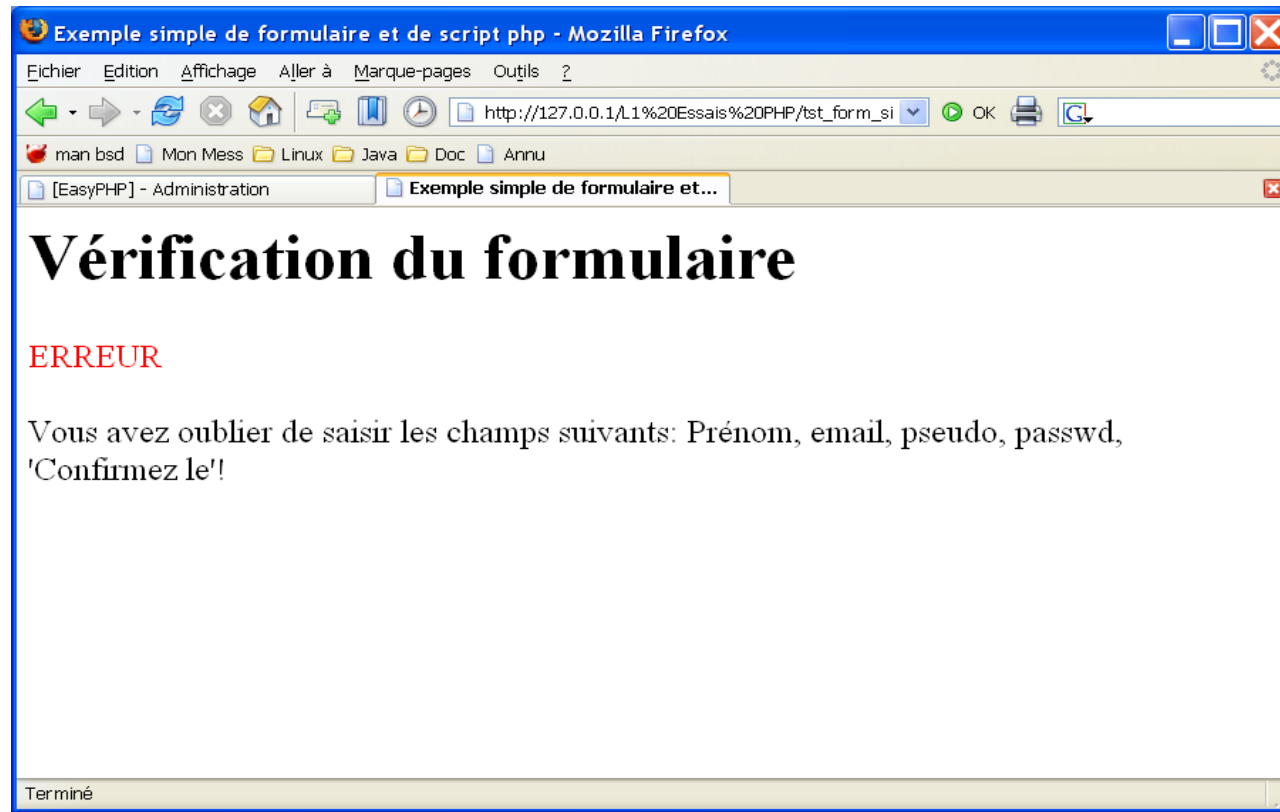 Exemple simple de formulaire et de script php - Mozilla Firefox
Fichier Edition Affichage Aller à Marque-pages Outils ?
http://127.0.0.1/L1%20Essais%20PHP/tst_form_si OK G
man bsd Mon Mess Linux Java Doc Annu
[EasyPHP] - Administration Exemple simple de formulaire et...
Vérification du formulaire
ERREUR
Vous avez oublier de saisir les champs suivants: Prénom, email, pseudo, passwd,
'Confirmez le'!
Terminé